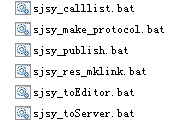 sjsy_calllist.bat
sjsy_make_protocol.bat
sjsy_publish.bat
sjsy_res_mklink.bat
sjsy_toEditor.bat
sjsy_toServer.bat